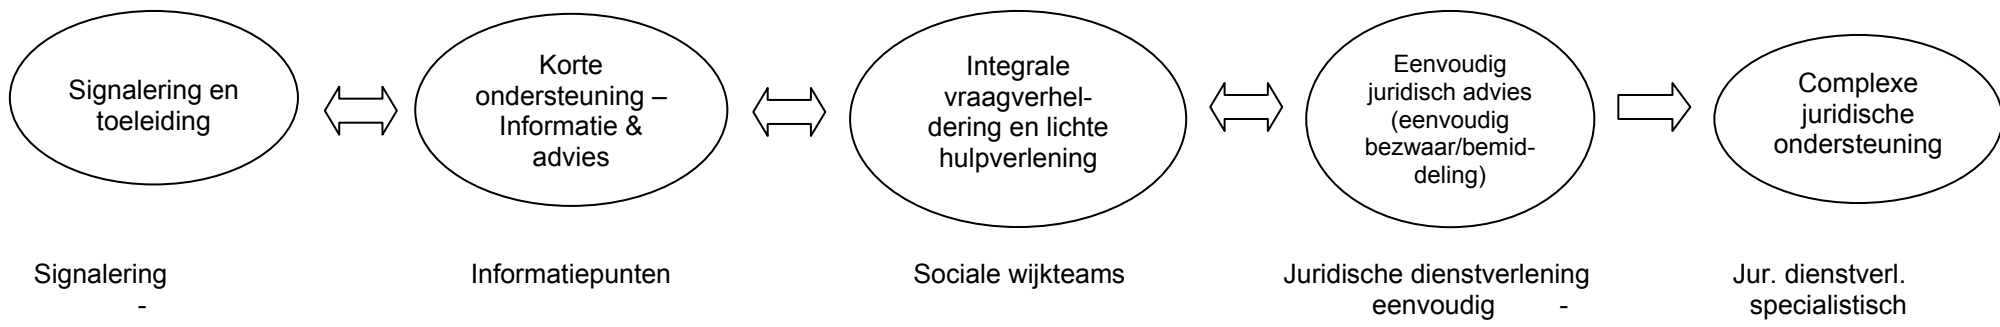 Signalering en
toeleiding
Korte
ondersteuning –
Informatie &
advies
Integrale
vraagverhel-
dering en lichte
hulpverlening
Eenvoudig
juridisch advies
(eenvoudig
bezwaar/bemid-
deling)
Complexe
juridische
ondersteuning
Signalering
-
Informatiepunten
Sociale wijkteams
Juridische dienstverlening
eenvoudig -
Jur. dienstverl.
specialistisch